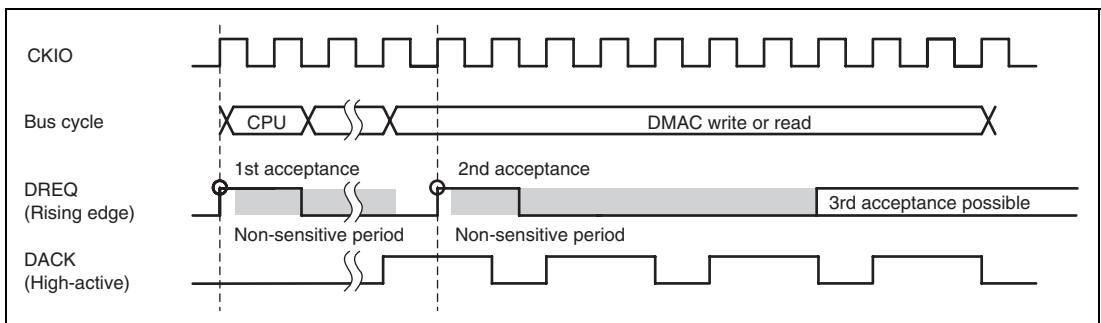 CKIO
Bus cycle
CPU
DMAC write or read
1st acceptance
2nd acceptance
DREQ
(Rising edge)
3rd acceptance possible
Non-sensitive period
Non-sensitive period
DACK
(High-active)